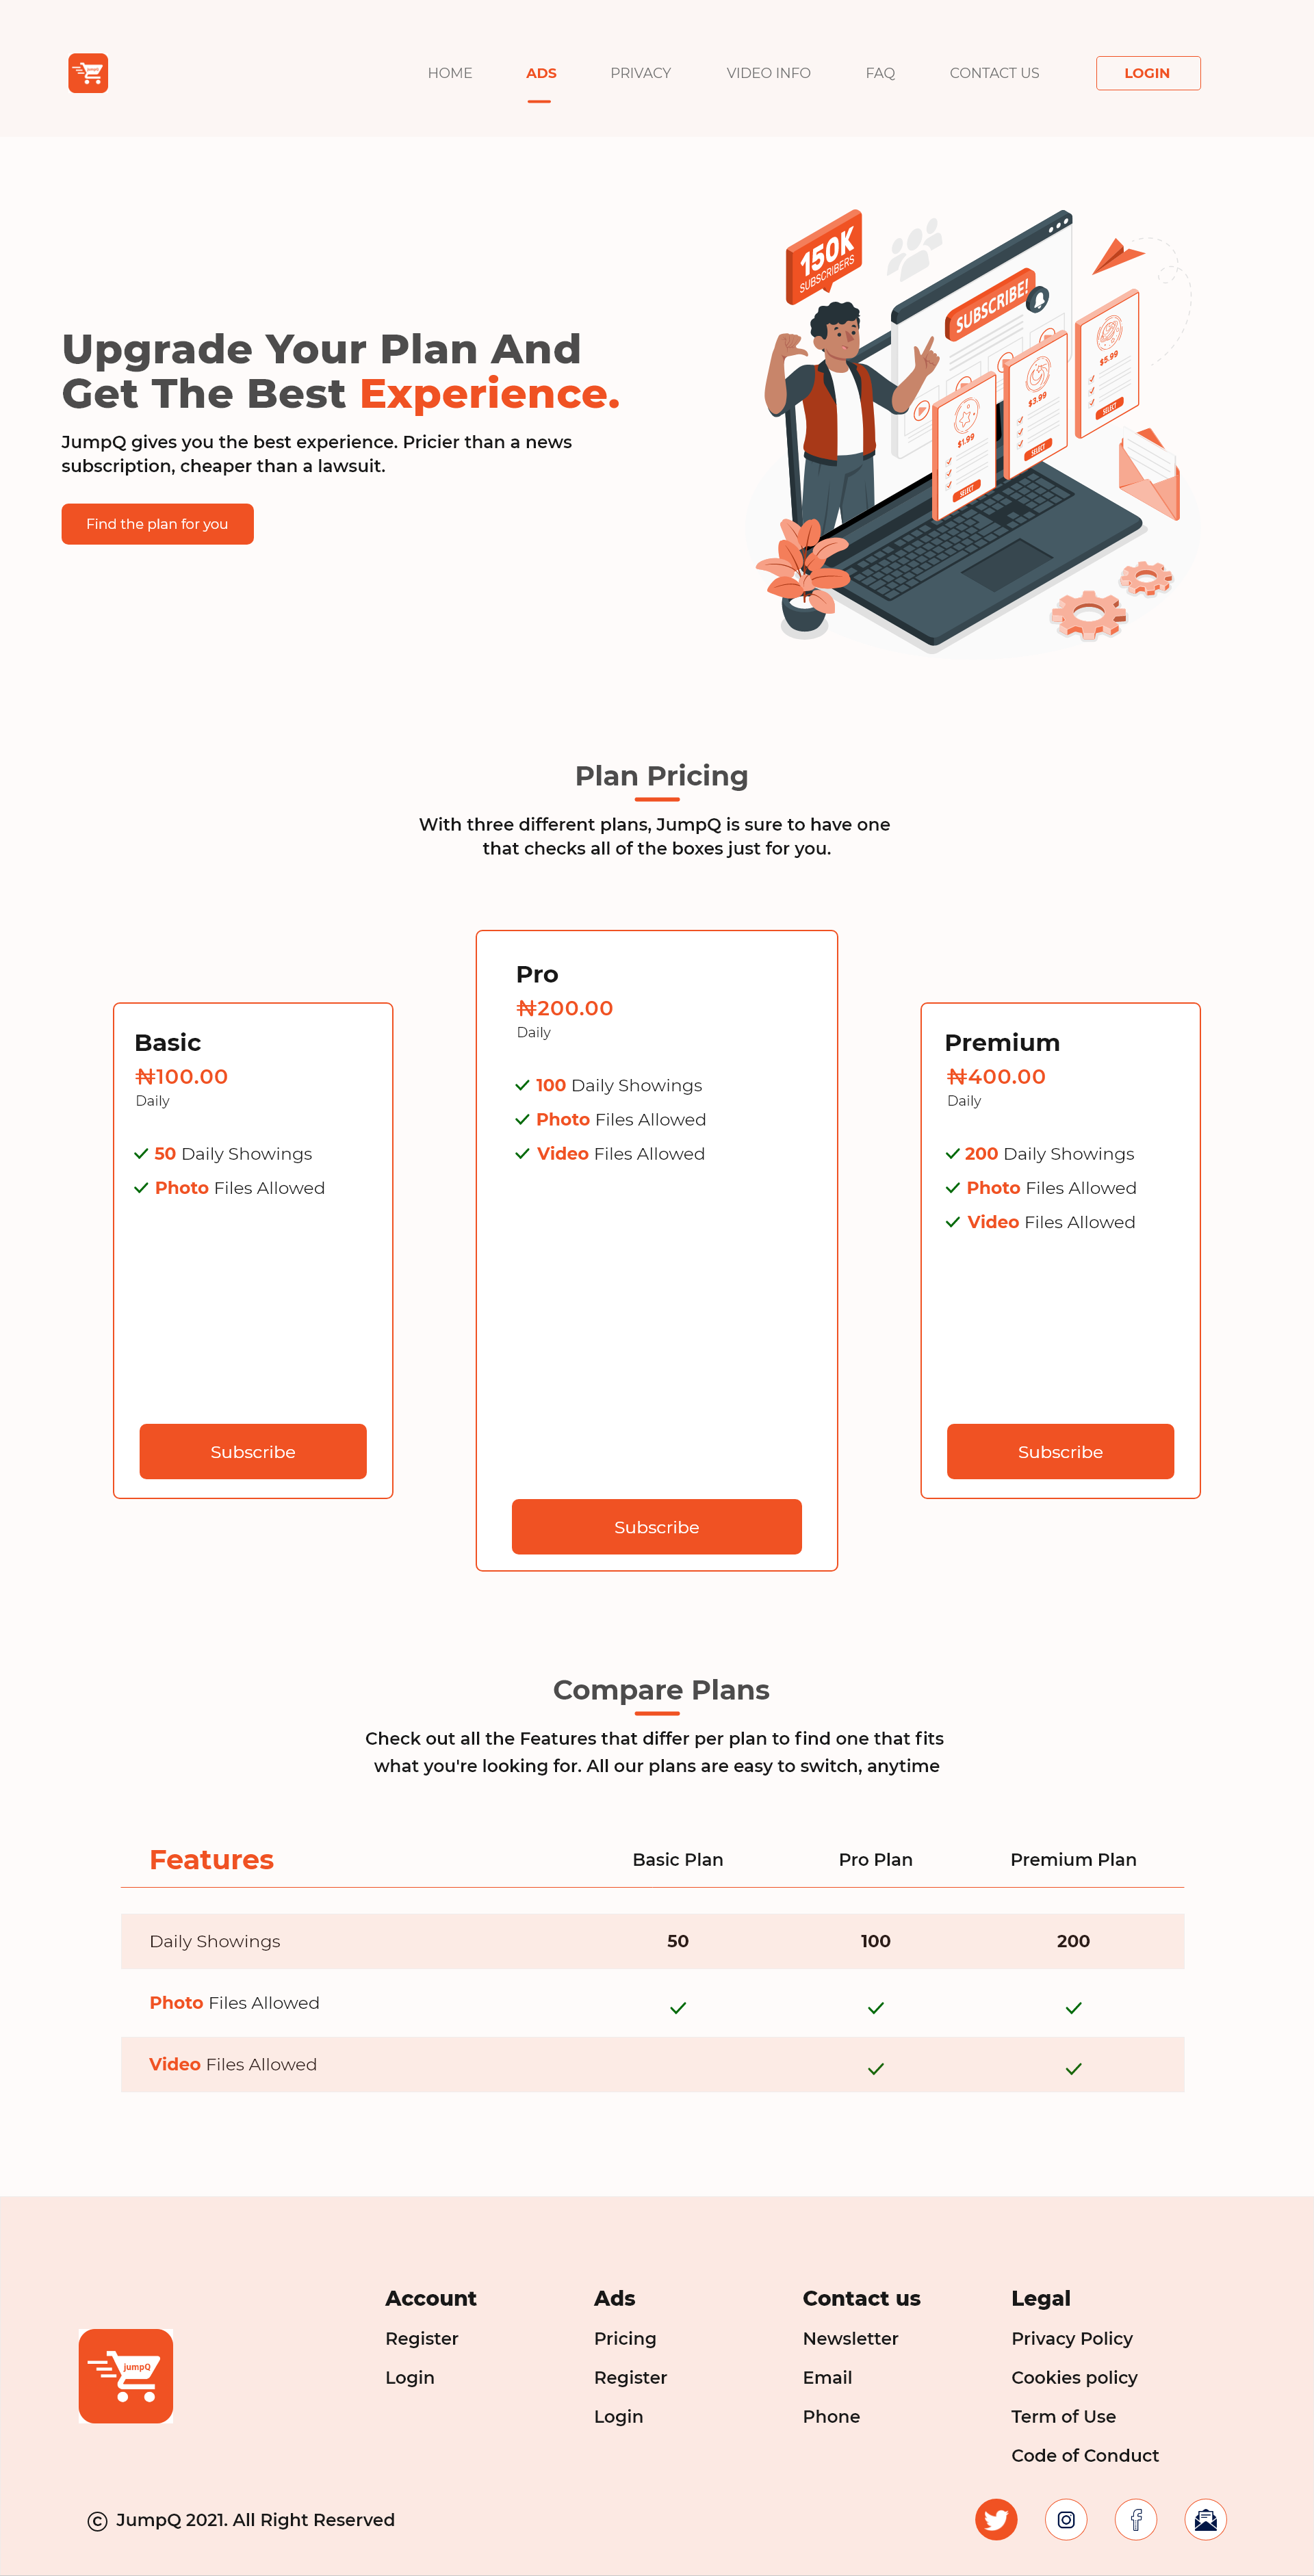 HOME ADS PRIVACY VIDEO INFO FAQ CONTACT US LOGIN
150K
SUBSCRIBERS
SUBSCRIBE!
$1.99
SELECT
$3.99
SELECT
$5.99
SELECT
Upgrade Your Plan And
Get The Best Experience.
JumpQ gives you the best experience. Pricier than a news
subscription, cheaper than a lawsuit.
Find the plan for you
Plan Pricing
With three different plans, JumpQ is sure to have one
that checks all of the boxes just for you.
Basic
₦100.00
Daily
50 Daily Showings
Photo Files Allowed
Subscribe
Pro
₦200.00
Daily
100 Daily Showings
Photo Files Allowed
Video Files Allowed
Subscribe
Premium
₦400.00
Daily
200 Daily Showings
Photo Files Allowed
Video Files Allowed
Subscribe
Compare Plans
Check out all the Features that differ per plan to find one that fits
what you're looking for. All our plans are easy to switch, anytime
Features Basic Plan Pro Plan Premium Plan
Daily Showings 50 100 200
Photo Files Allowed
Video Files Allowed
jumpQ
Account
Register
Login
Ads
Pricing
Register
Login
Contact us
Newsletter
Email
Phone
Legal
Privacy Policy
Cookies policy
Term of Use
Code of Conduct
© JumpQ 2021. All Right Reserved